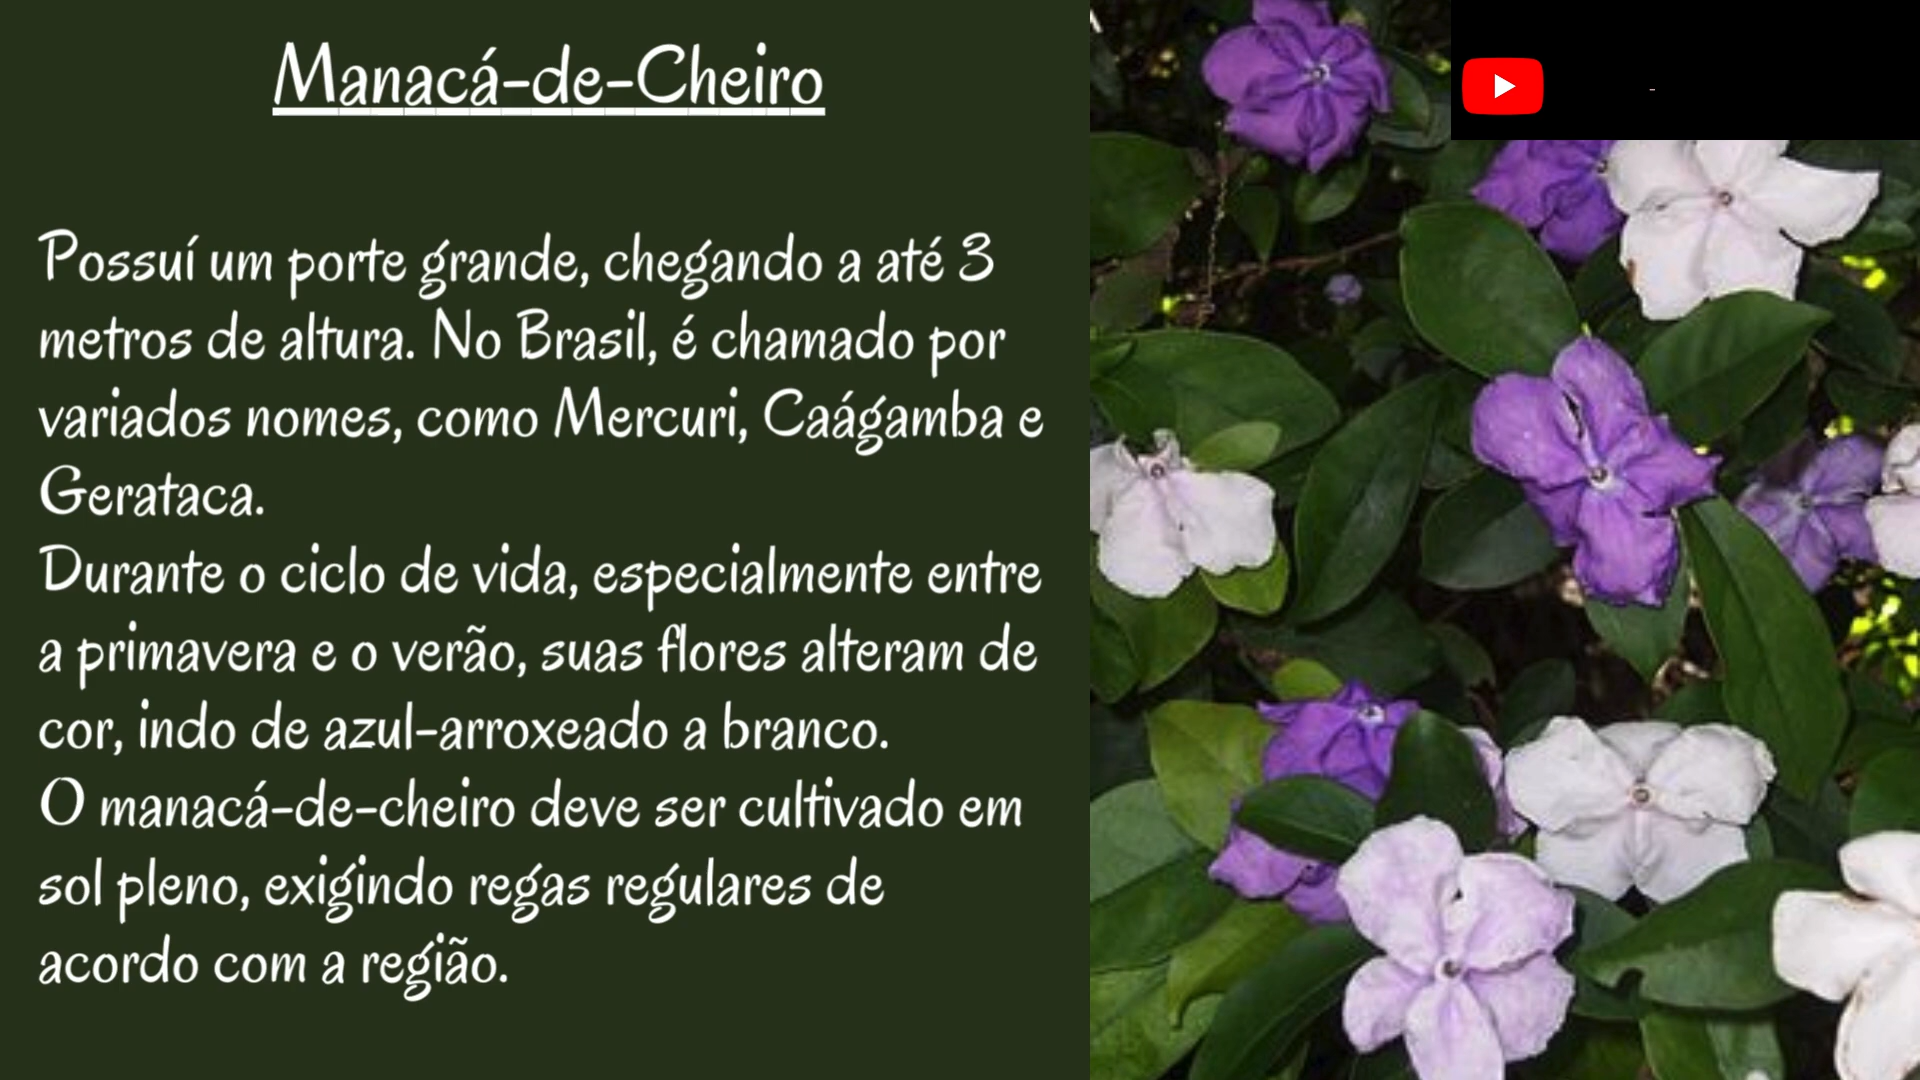 Manacá-de-Cheiro
Possuí um porte grande, chegando a até 3
metros de altura. No Brasil, é chamado por
variados nomes, como Mercuri, Caágamba e
Gerataca.
Durante o ciclo de vida, especialmente entre
a primavera e o verão, suas flores alteram de
cor, indo de azul-arroxeado a branco.
O manacá-de-cheiro deve ser cultivado em
sol pleno, exigindo regas regulares de
acordo com a região.
-